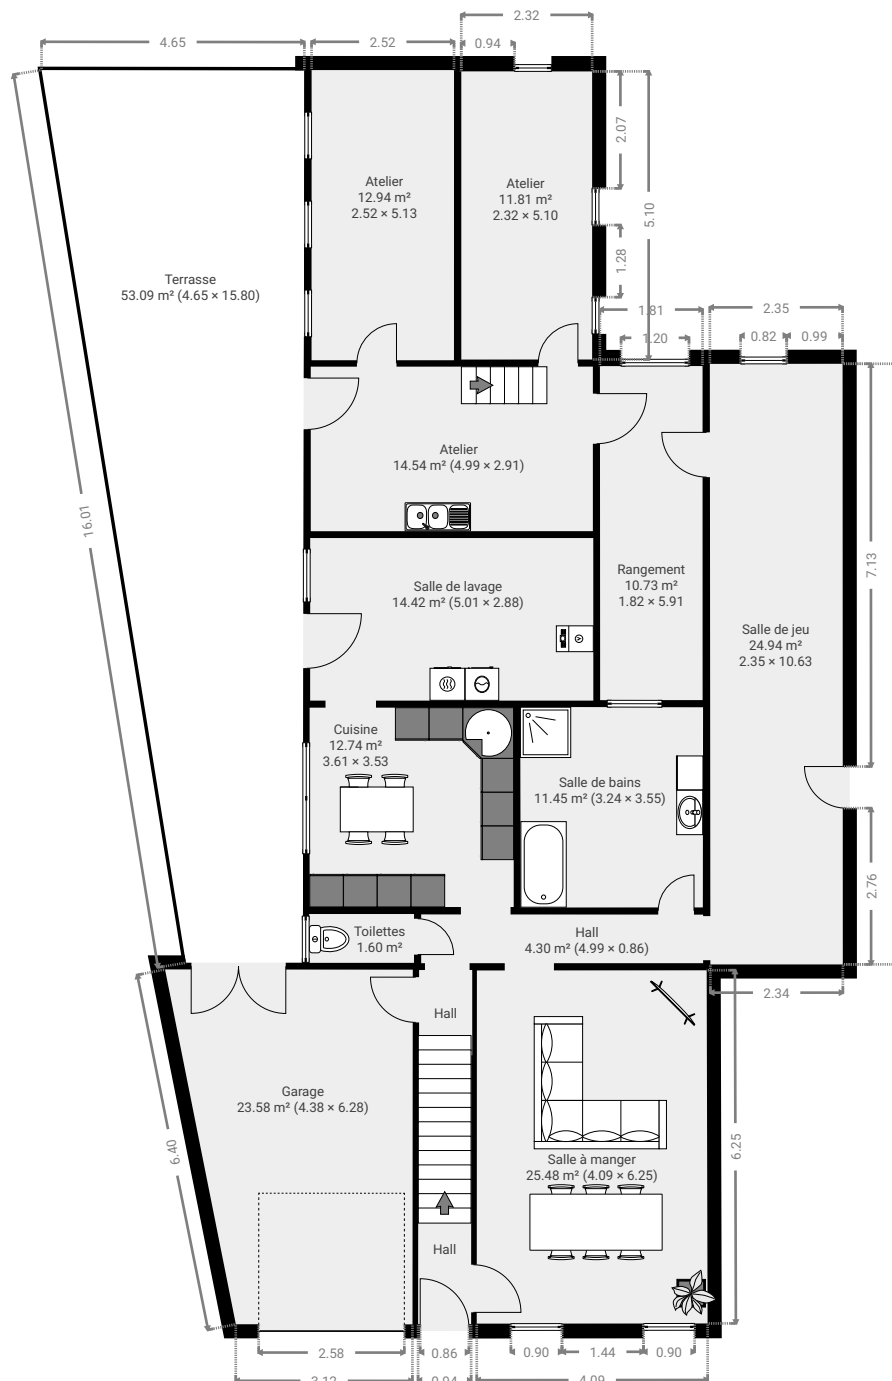 2.32
4.65
2.52
0.94
2.07
5.10
1.28
Atelier
12.94 m²
2.52 × 5.13
Atelier
11.81 m²
2.32 × 5.10
Terrasse
53.09 m² (4.65 × 15.80)
1.81
1.20
2.35
0.82
0.99
Atelier
14.54 m² (4.99 × 2.91)
16.01
7.13
Salle de lavage
14.42 m² (5.01 × 2.88)
Rangement
10.73 m²
1.82 × 5.91
Salle de jeu
24.94 m²
2.35 × 10.63
Cuisine
12.74 m²
3.61 × 3.53
Salle de bains
11.45 m² (3.24 × 3.55)
2.76
Toilettes
1.60 m²
Hall
4.30 m² (4.99 × 0.86)
2.34
Hall
Garage
23.58 m² (4.38 × 6.28)
6.40
6.25
Salle à manger
25.48 m² (4.09 × 6.25)
Hall
2.58
0.86
0.90
1.44
0.90
3.12
0.94
4.09